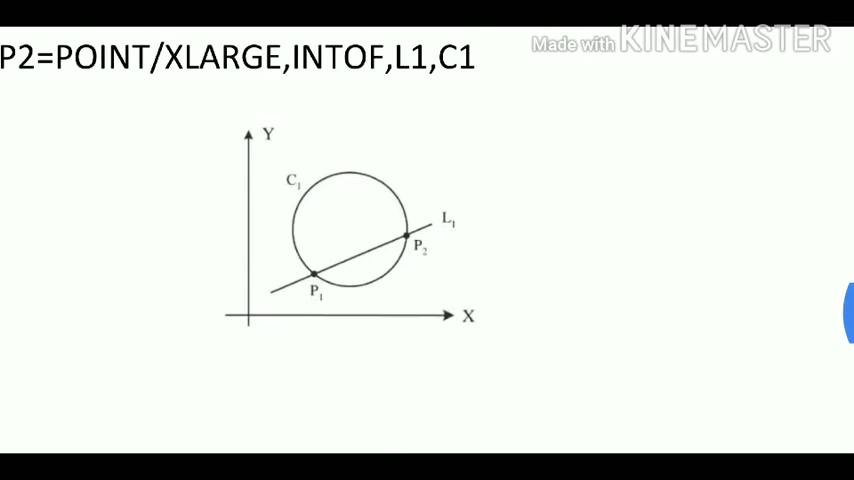 Made with KINEMASTER
P2=POINT/XLARGE,INTOF,L1,C1
Y
C1
L1
P2
P1
X